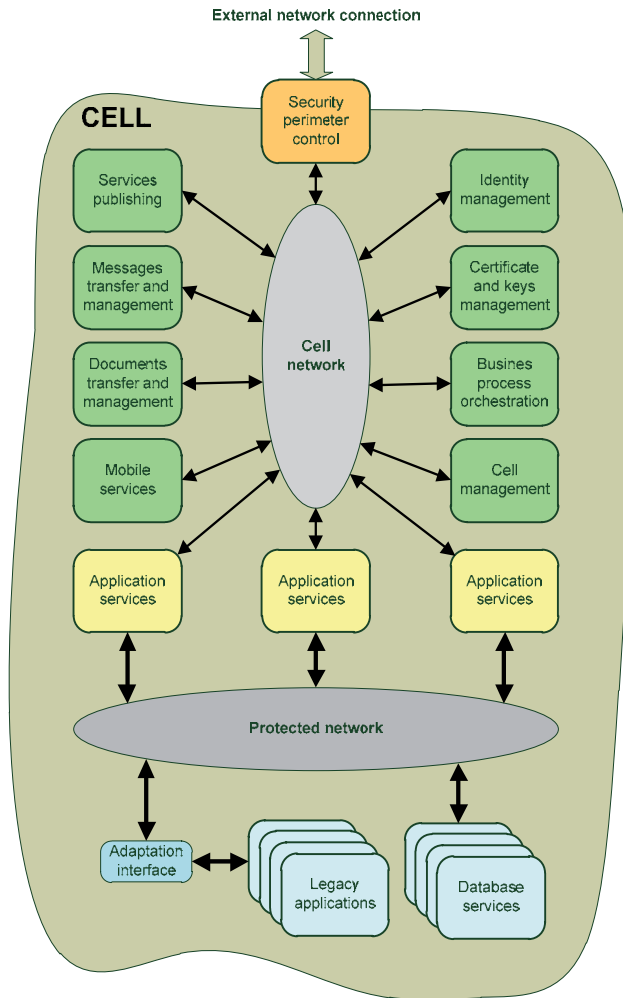 External network connection
CELL
Security
perimeter
control
Services
publishing
Identity
management
Messages
transfer and
management
Certificate
and keys
management
Cell
network
Documents
transfer and
management
Busines
process
orchestration
Mobile
services
Cell
management
Application
services
Application
services
Application
services
Protected network
Adaptation
interface
Legacy
applications
Database
services